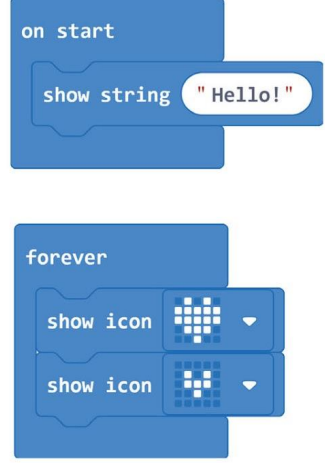 on start
show string "Hello!"
forever
show icon
show icon